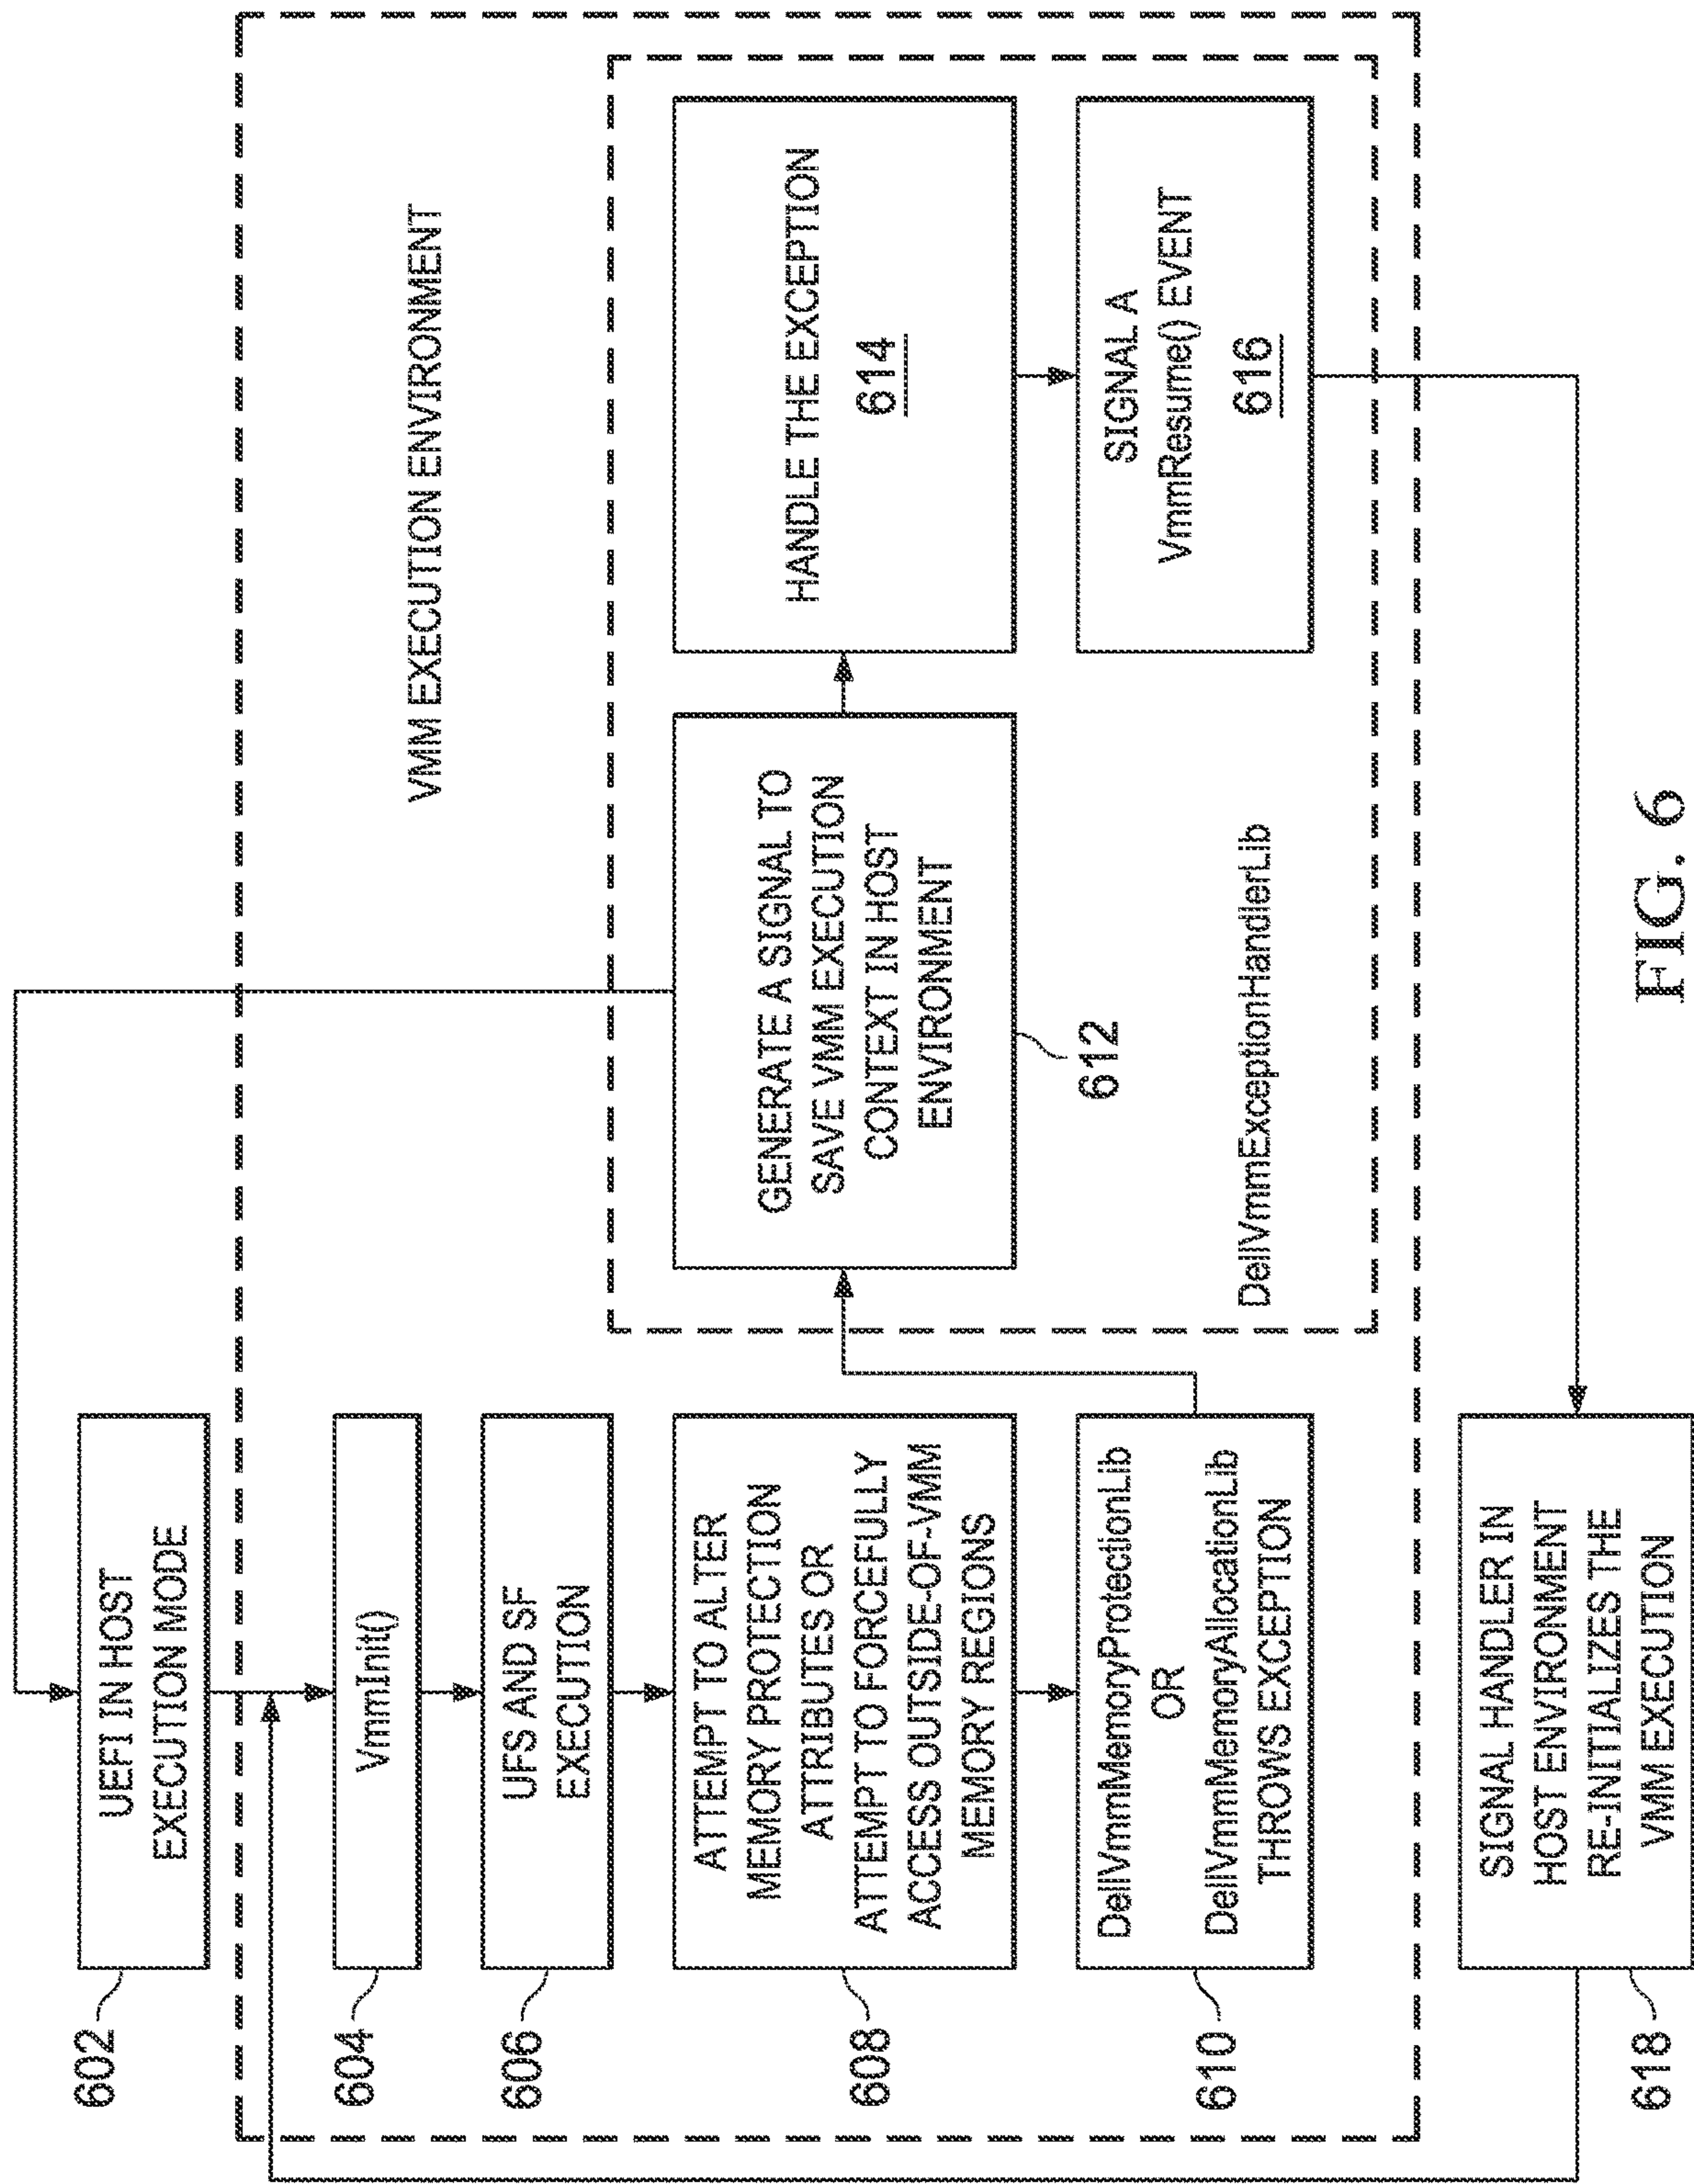 602
UEFI IN HOST
EXECUTION MODE
VMM EXECUTION ENVIRONMENT
604
VmmInit()
606
UFS AND SF
EXECUTION
608
ATTEMPT TO ALTER
MEMORY PROTECTION
ATTRIBUTES OR
ATTEMPT TO FORCEFULLY
ACCESS OUTSIDE-OF-VMM
MEMORY REGIONS
610
DellVmmMemoryProtectionLib
OR
DellVmmMemoryAllocationLib
THROWS EXCEPTION
GENERATE A SIGNAL TO
SAVE VMM EXECUTION
CONTEXT IN HOST
ENVIRONMENT
612
HANDLE THE EXCEPTION
614
SIGNAL A
VmmResume() EVENT
616
DellVmmExceptionHandlerLib
618
SIGNAL HANDLER IN
HOST ENVIRONMENT
RE-INITIALIZES THE
VMM EXECUTION
FIG. 6